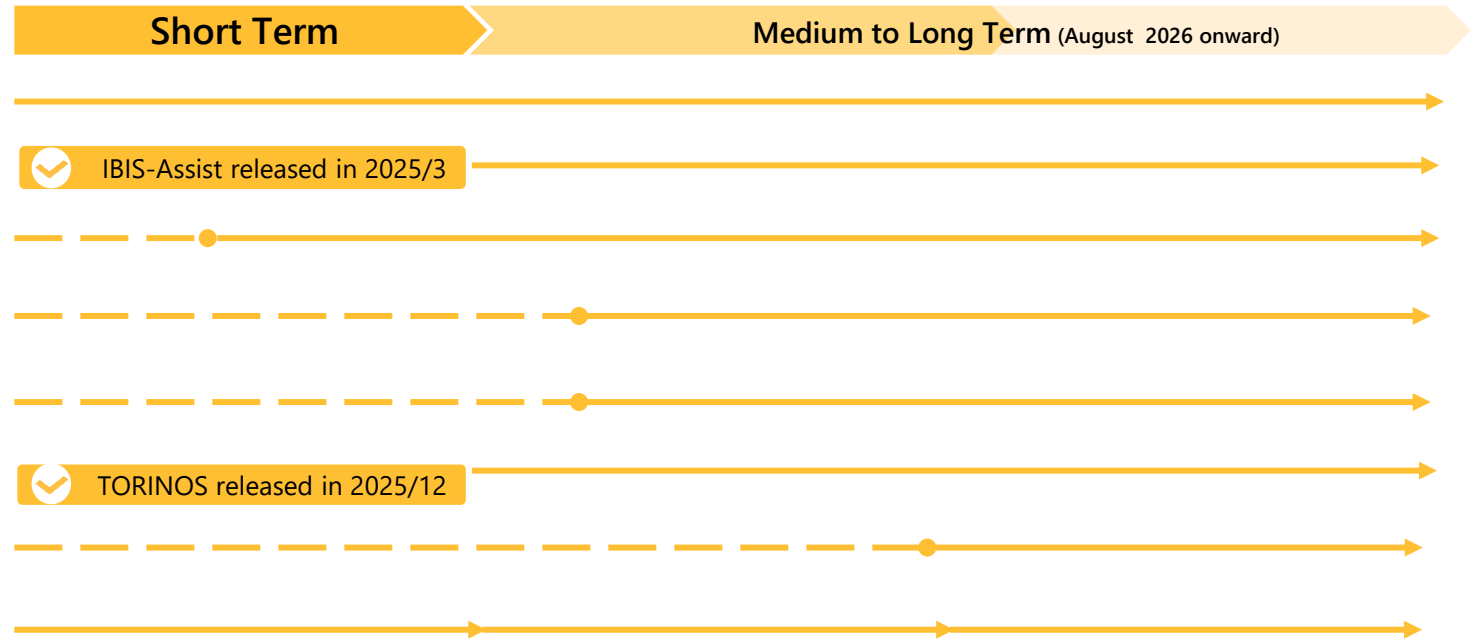 Short Term
Medium to Long Term (August 2026 onward)
IBIS-Assist released in 2025/3
TORINOS released in 2025/12